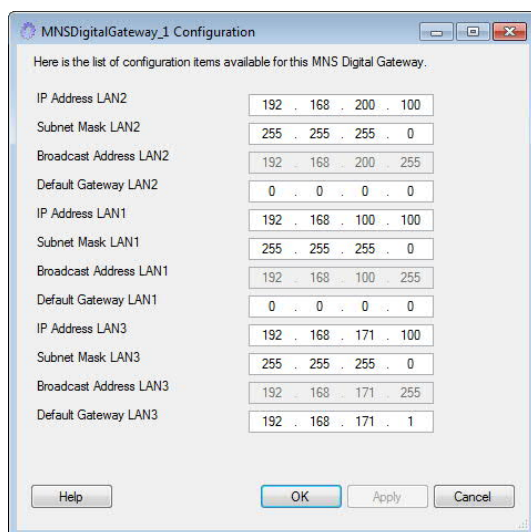 MNSDigitalGateway_1 Configuration
Here is the list of configuration items available for this MNS Digital Gateway.
IP Address LAN2 192 . 168 . 200 . 100
Subnet Mask LAN2 255 . 255 . 255 . 0
Broadcast Address LAN2 192 . 168 . 200 . 255
Default Gateway LAN2 0 . 0 . 0 . 0
IP Address LAN1 192 . 168 . 100 . 100
Subnet Mask LAN1 255 . 255 . 255 . 0
Broadcast Address LAN1 192 . 168 . 100 . 255
Default Gateway LAN1 0 . 0 . 0 . 0
IP Address LAN3 192 . 168 . 171 . 100
Subnet Mask LAN3 255 . 255 . 255 . 0
Broadcast Address LAN3 192 . 168 . 171 . 255
Default Gateway LAN3 192 . 168 . 171 . 1
Help OK Apply Cancel